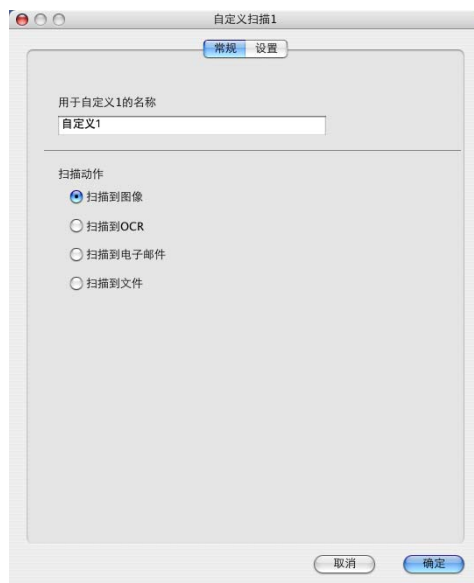 自定义扫描1
常规 设置
用于自定义1的名称
自定义1
扫描动作
扫描到图像
扫描到OCR
扫描到电子邮件
扫描到文件
取消 确定